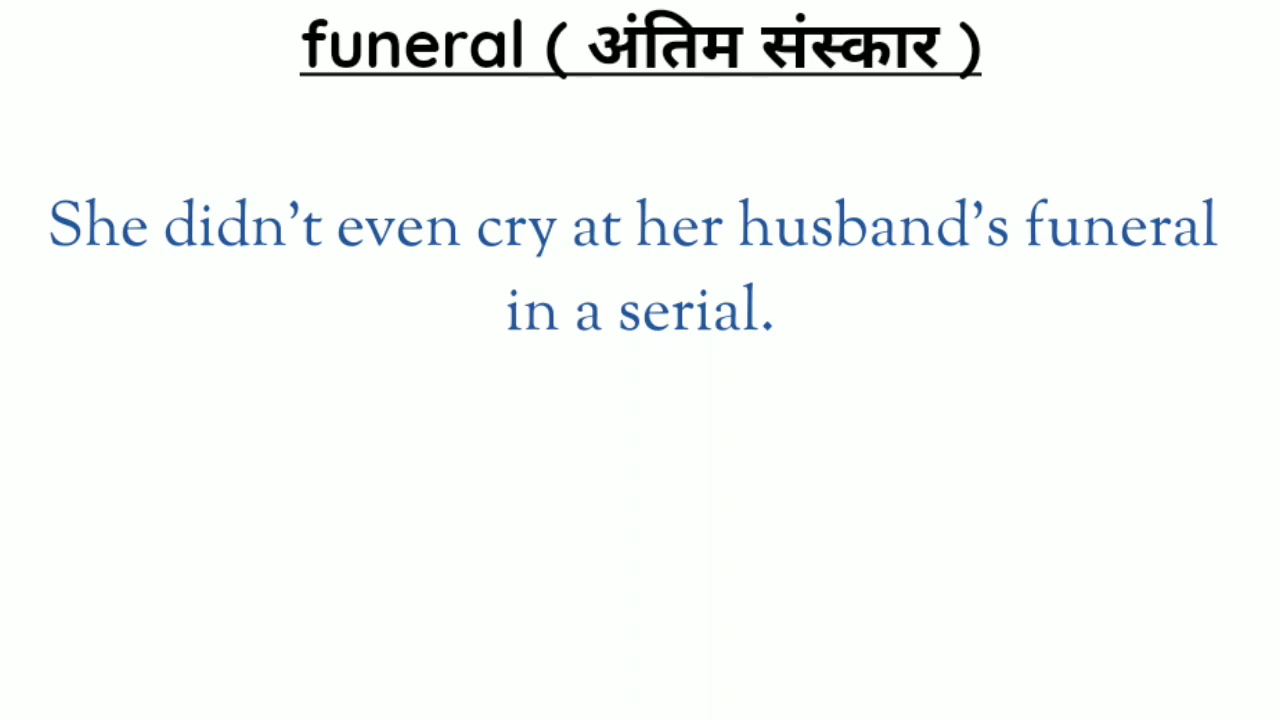 funeral ( अंतिम संस्कार )
She didn’t even cry at her husband’s funeral
in a serial.